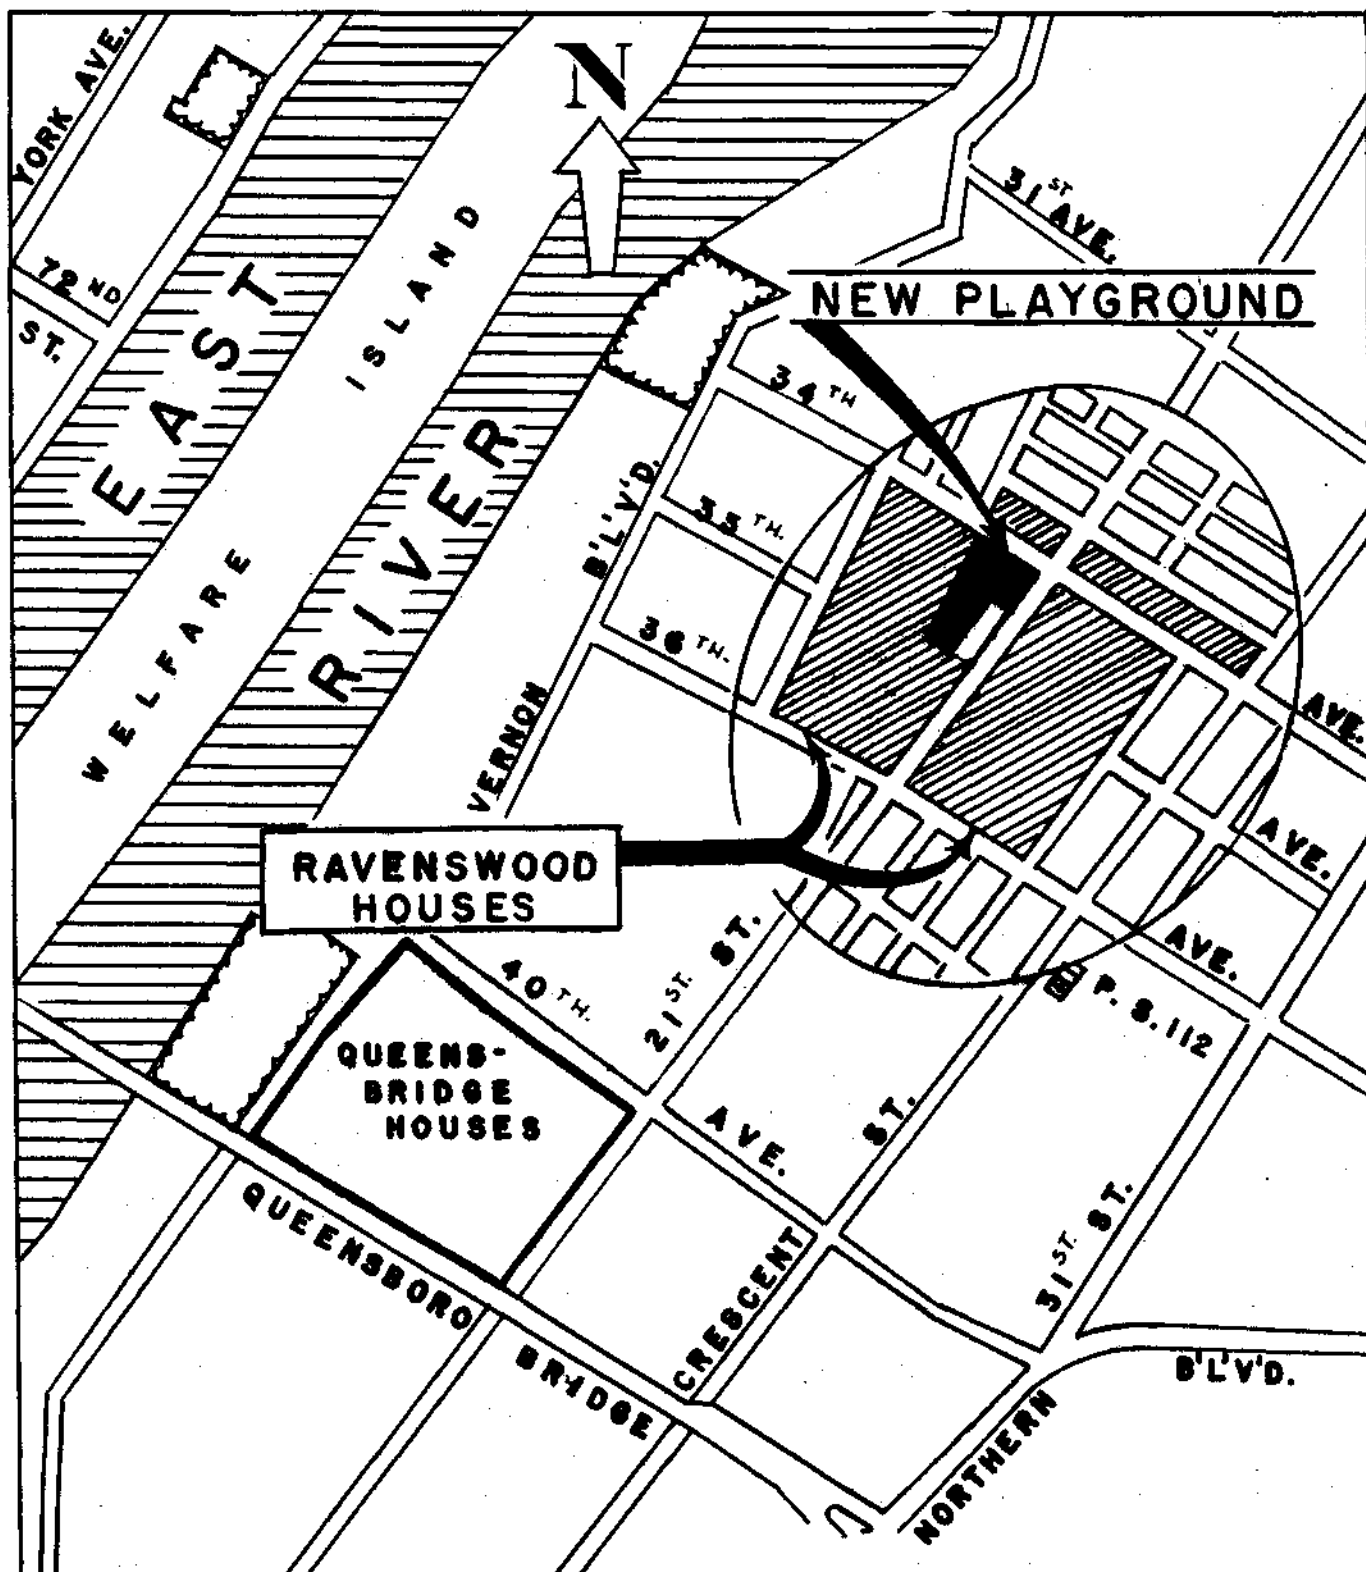 YORK AVE.
N
72ND
ST.
EAST
RIVER
WELFARE ISLAND
31ST AVE.
NEW PLAYGROUND
34TH AVE.
35TH. AVE.
36TH. AVE.
VERNON B'L'V'D.
RAVENSWOOD
HOUSES
40TH. AVE.
21ST. ST.
P.S.112
QUEENS-
BRIDGE
HOUSES
CRESCENT ST.
31ST. ST.
QUEENSBORO BRIDGE
NORTHERN B'L'V'D.